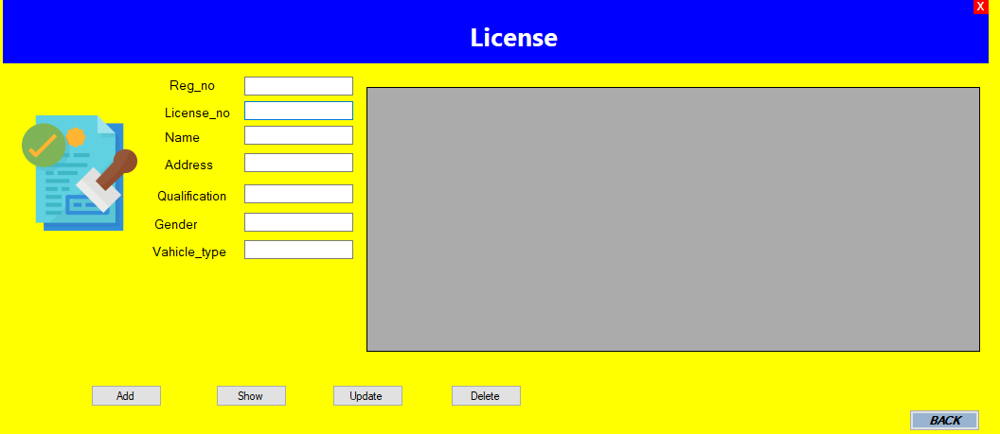 X
License
Reg_no
License_no
Name
Address
Qualification
Gender
Vahicle_type
Add Show Update Delete
BACK